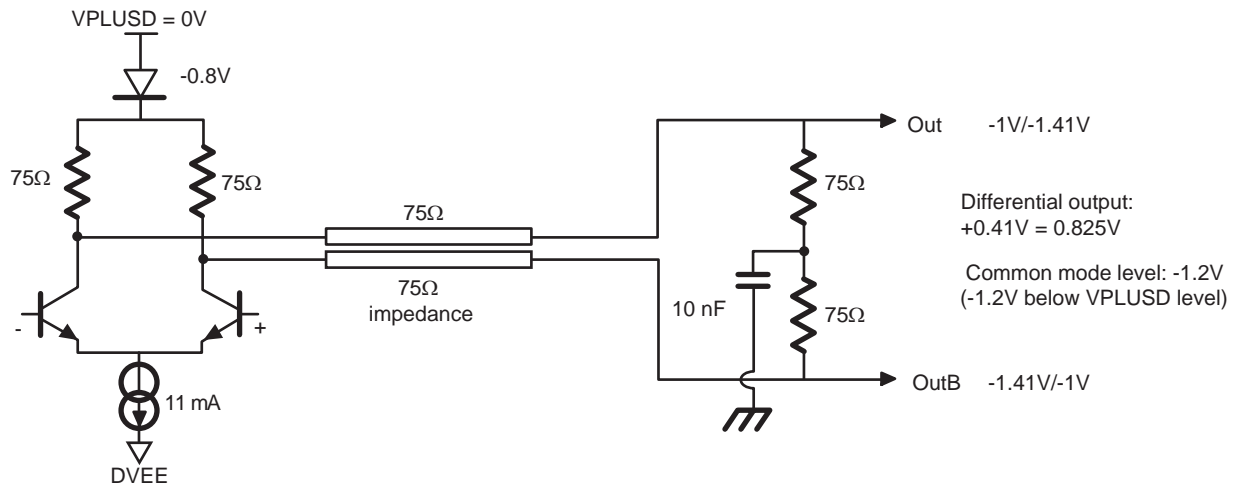 VPLUSD = 0V
-0.8V
75Ω
75Ω
75Ω
75Ω
impedance
-
+
11 mA
DVEE
10 nF
75Ω
75Ω
Out -1V/-1.41V
Differential output:
+0.41V = 0.825V
Common mode level: -1.2V
(-1.2V below VPLUSD level)
OutB -1.41V/-1V